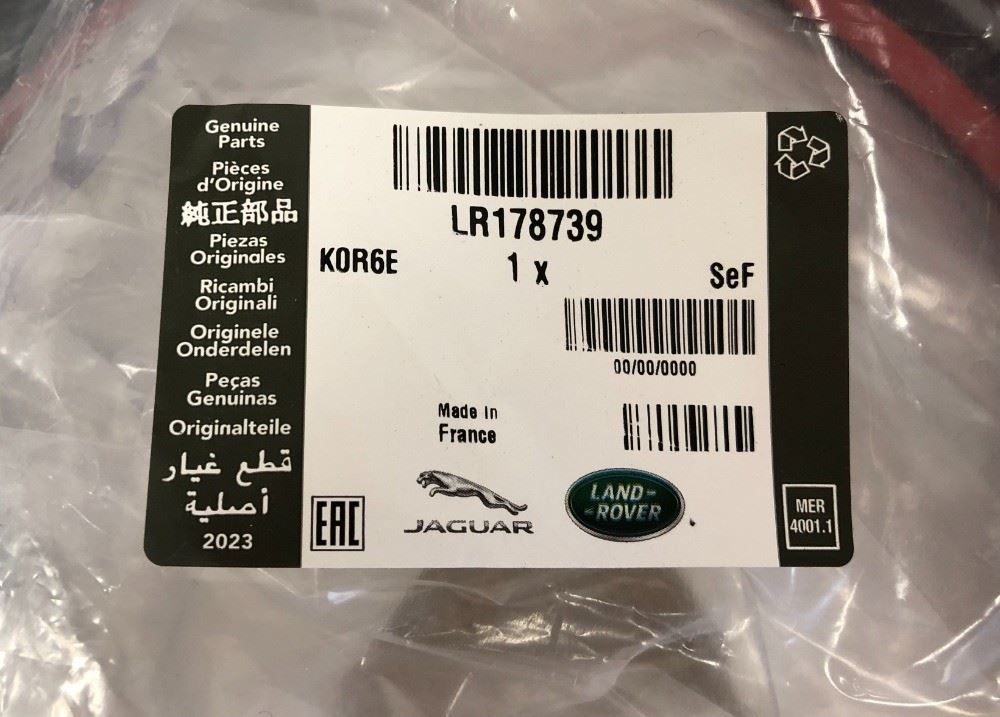 Genuine
Parts
Pièces
d'Origine
純正部品
Piezas
Originales
Ricambi
Originali
Originele
Onderdelen
Peças
Genuinas
Originalteile
قطع غيار
أصلية
2023
LR178739
KOR6E
1 x
SeF
00/00/0000
Made in
France
EAC
JAGUAR
LAND-
-ROVER
MER
4001.1